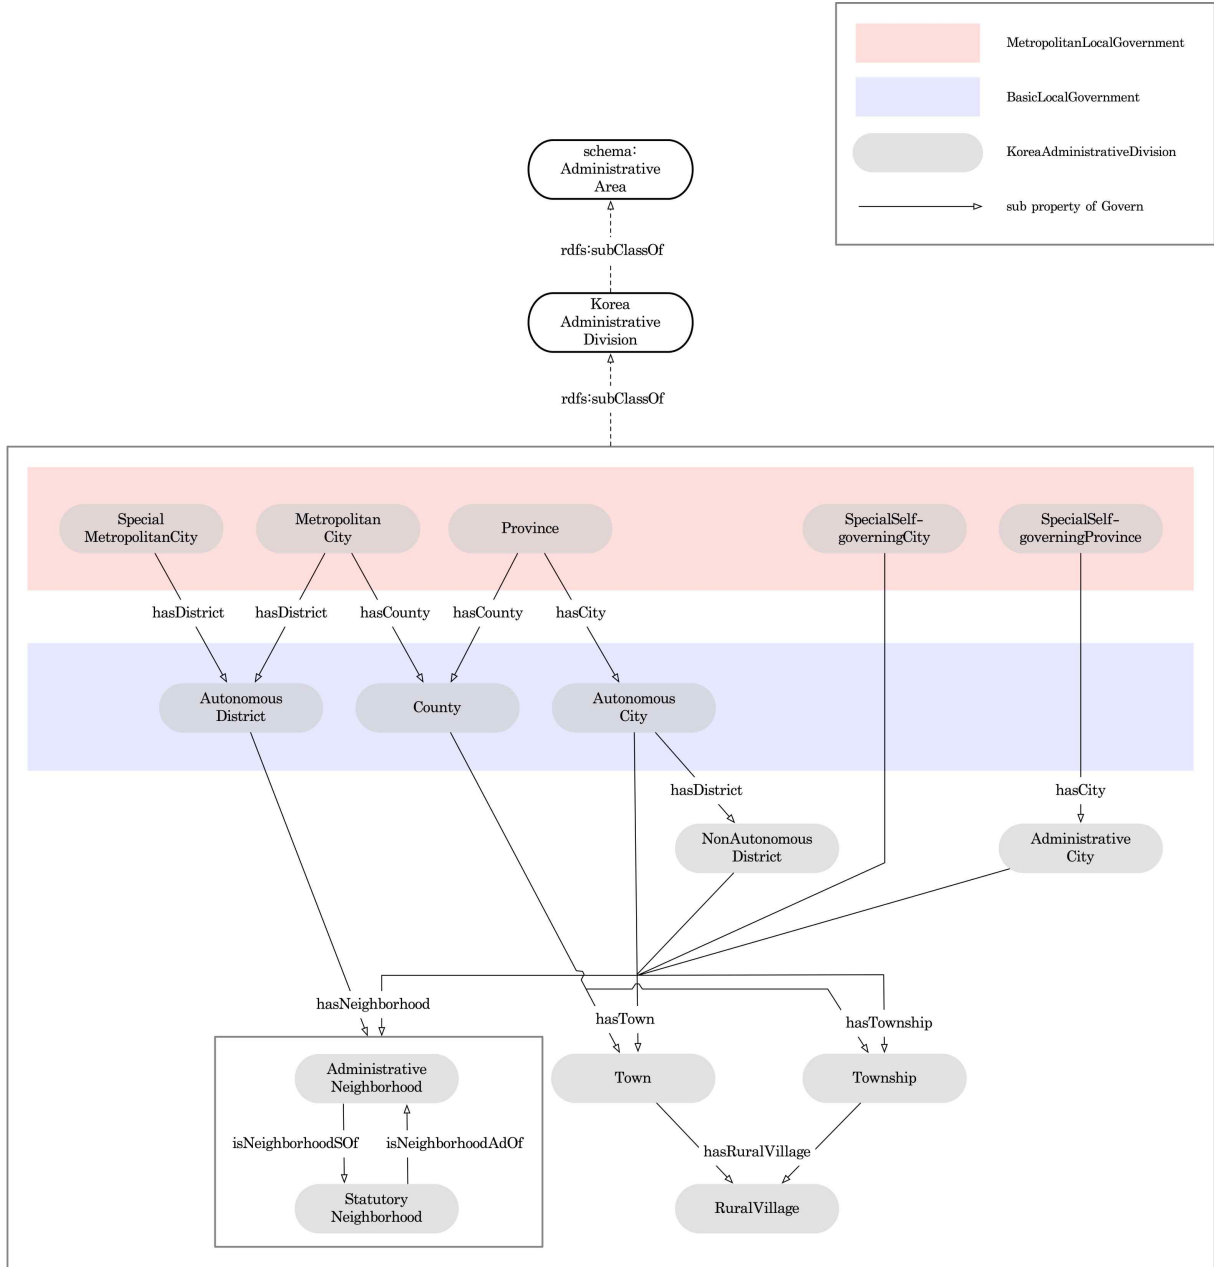 MetropolitanLocalGovernment
BasicLocalGovernment
KoreaAdministrativeDivision
sub property of Govern
schema:
Administrative
Area
rdfs:subClassOf
Korea
Administrative
Division
rdfs:subClassOf
Special
MetropolitanCity
Metropolitan
City
Province
SpecialSelf-
governingCity
SpecialSelf-
governingProvince
hasDistrict
hasDistrict
hasCounty
hasCounty
hasCity
Autonomous
District
County
Autonomous
City
hasDistrict
hasCity
NonAutonomous
District
Administrative
City
hasNeighborhood
hasTown
hasTownship
Administrative
Neighborhood
Town
Township
isNeighborhoodSOf
isNeighborhoodAdOf
hasRuralVillage
Statutory
Neighborhood
RuralVillage